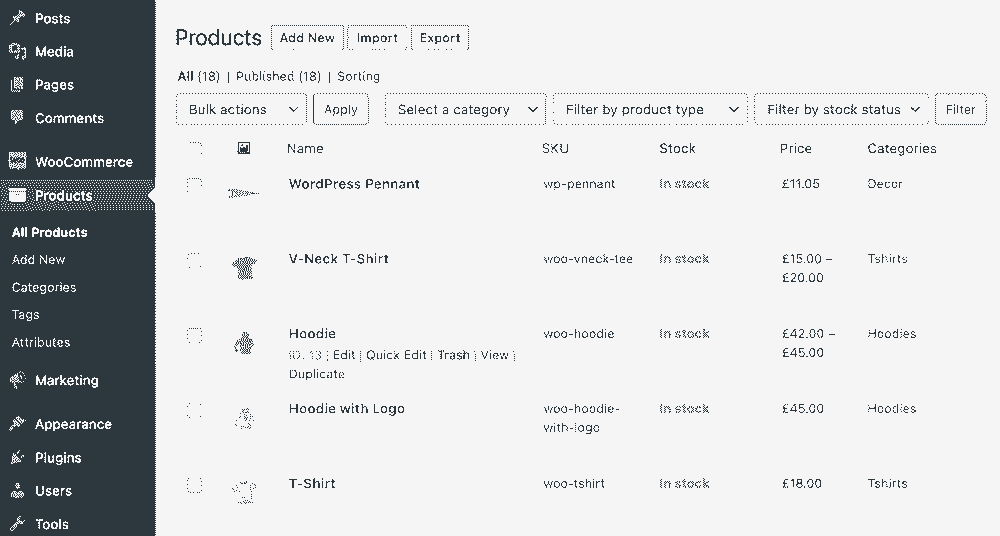 Posts
Media
Pages
Comments
WooCommerce
Products
All Products
Add New
Categories
Tags
Attributes
Marketing
Appearance
Plugins
Users
Tools
Products Add New Import Export
All (18) | Published (18) | Sorting
Bulk actions Apply Select a category Filter by product type Filter by stock status Filter
Name SKU Stock Price Categories
WordPress Pennant wp-pennant In stock £11.05 Decor
V-Neck T-Shirt woo-vneck-tee In stock £15.00 – Tshirts
£20.00
Hoodie woo-hoodie In stock £42.00 – Hoodies
ID: 13 | Edit | Quick Edit | Trash | View | £45.00
Duplicate
Hoodie with Logo woo-hoodie- In stock £45.00 Hoodies
with-logo
T-Shirt woo-tshirt In stock £18.00 Tshirts